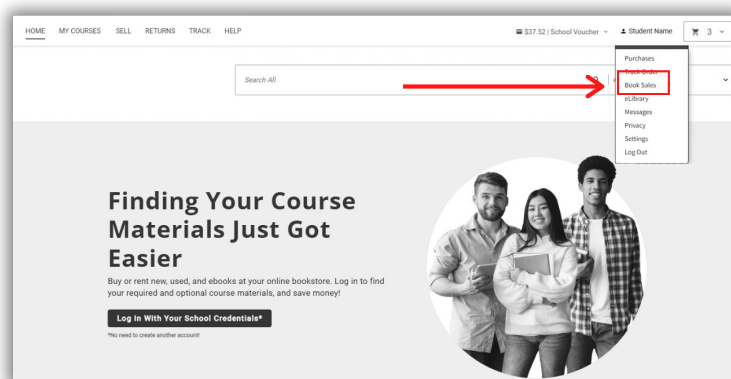 HOME MY COURSES SELL RETURNS TRACK HELP $37.52 | School Voucher Student Name 3
Search All
Purchases
Track Order
Book Sales
eLibrary
Messages
Privacy
Settings
Log Out
Finding Your Course
Materials Just Got
Easier
Buy or rent new, used, and ebooks at your online bookstore. Log in to find
your required and optional course materials, and save money!
Log In With Your School Credentials*
*No need to create another account!